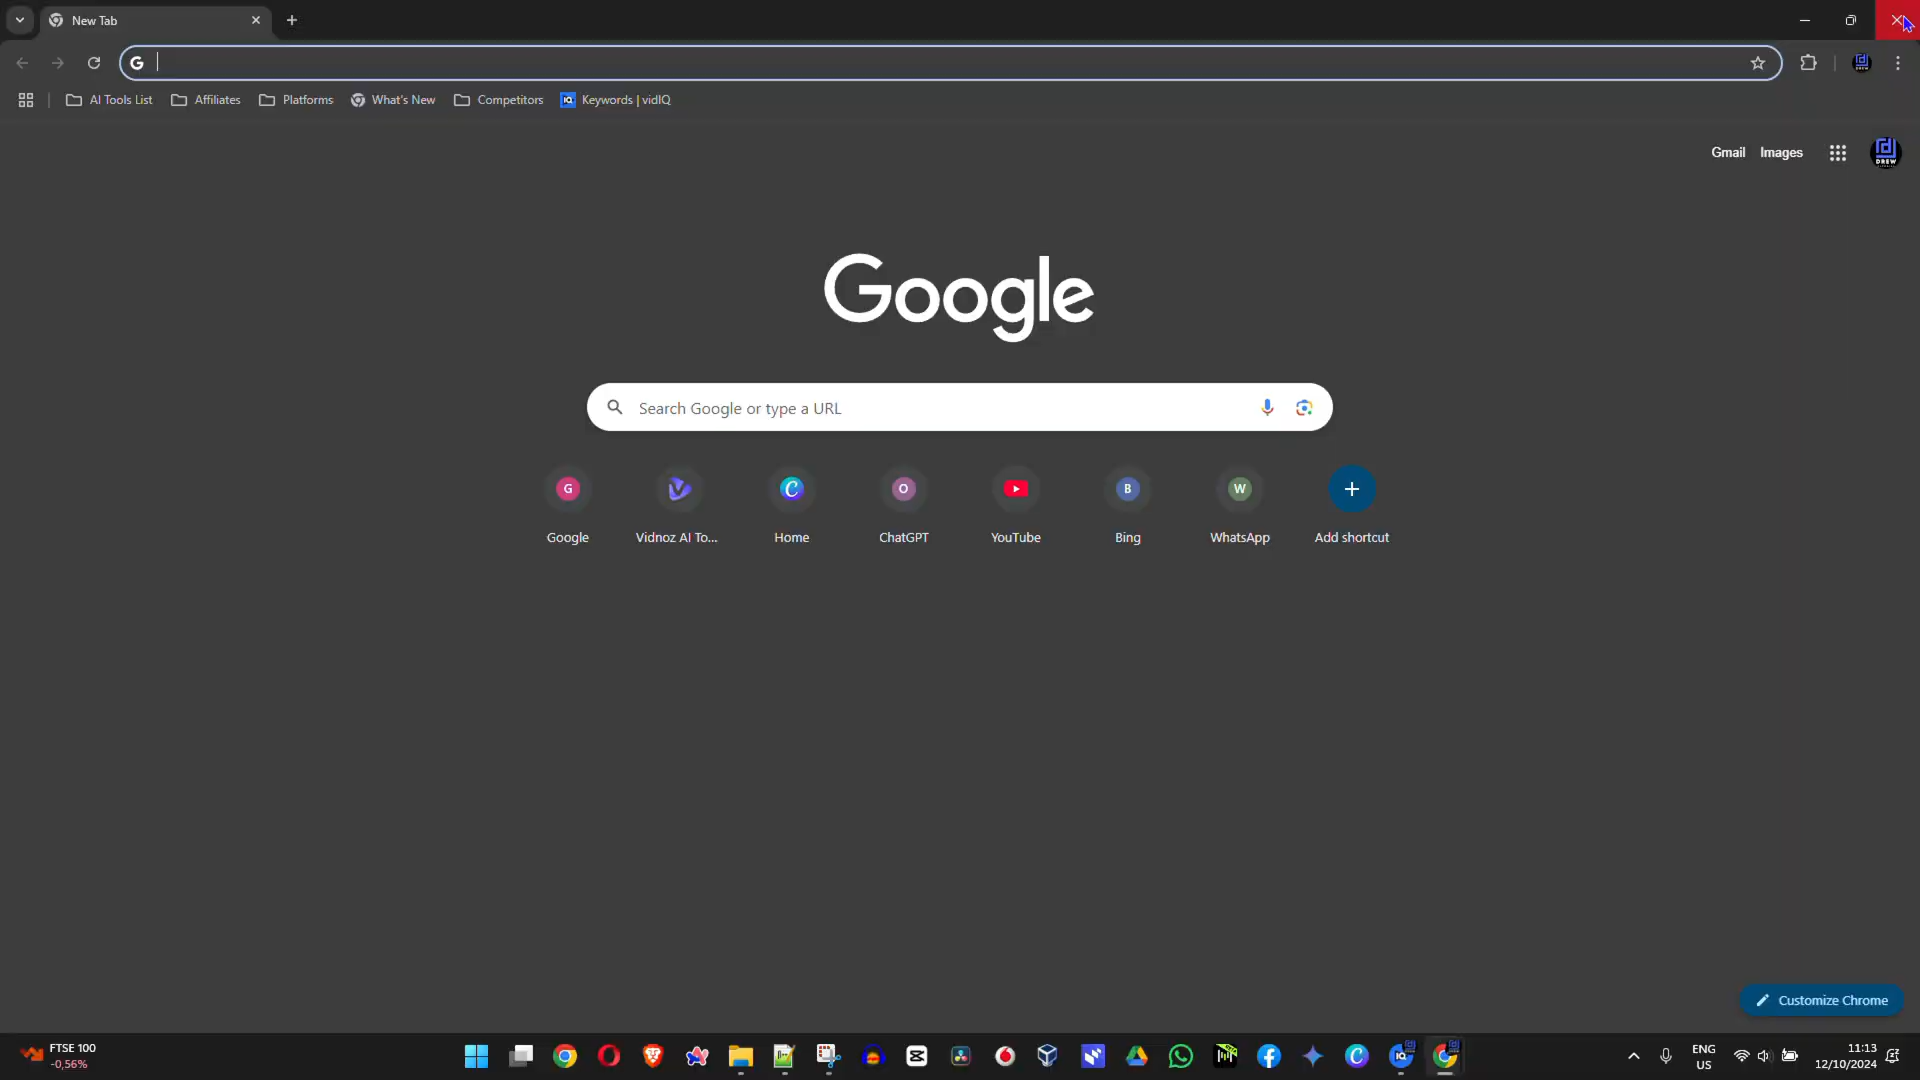 New Tab
AI Tools List
Affiliates
Platforms
What's New
Competitors
Keywords | vidIQ
Gmail
Images
DREW
Google
Search Google or type a URL
G
O
B
W
Google
Vidnoz AI To...
Home
ChatGPT
YouTube
Bing
WhatsApp
Add shortcut
Customize Chrome
FTSE 100
-0,56%
ENG
US
11:13
12/10/2024